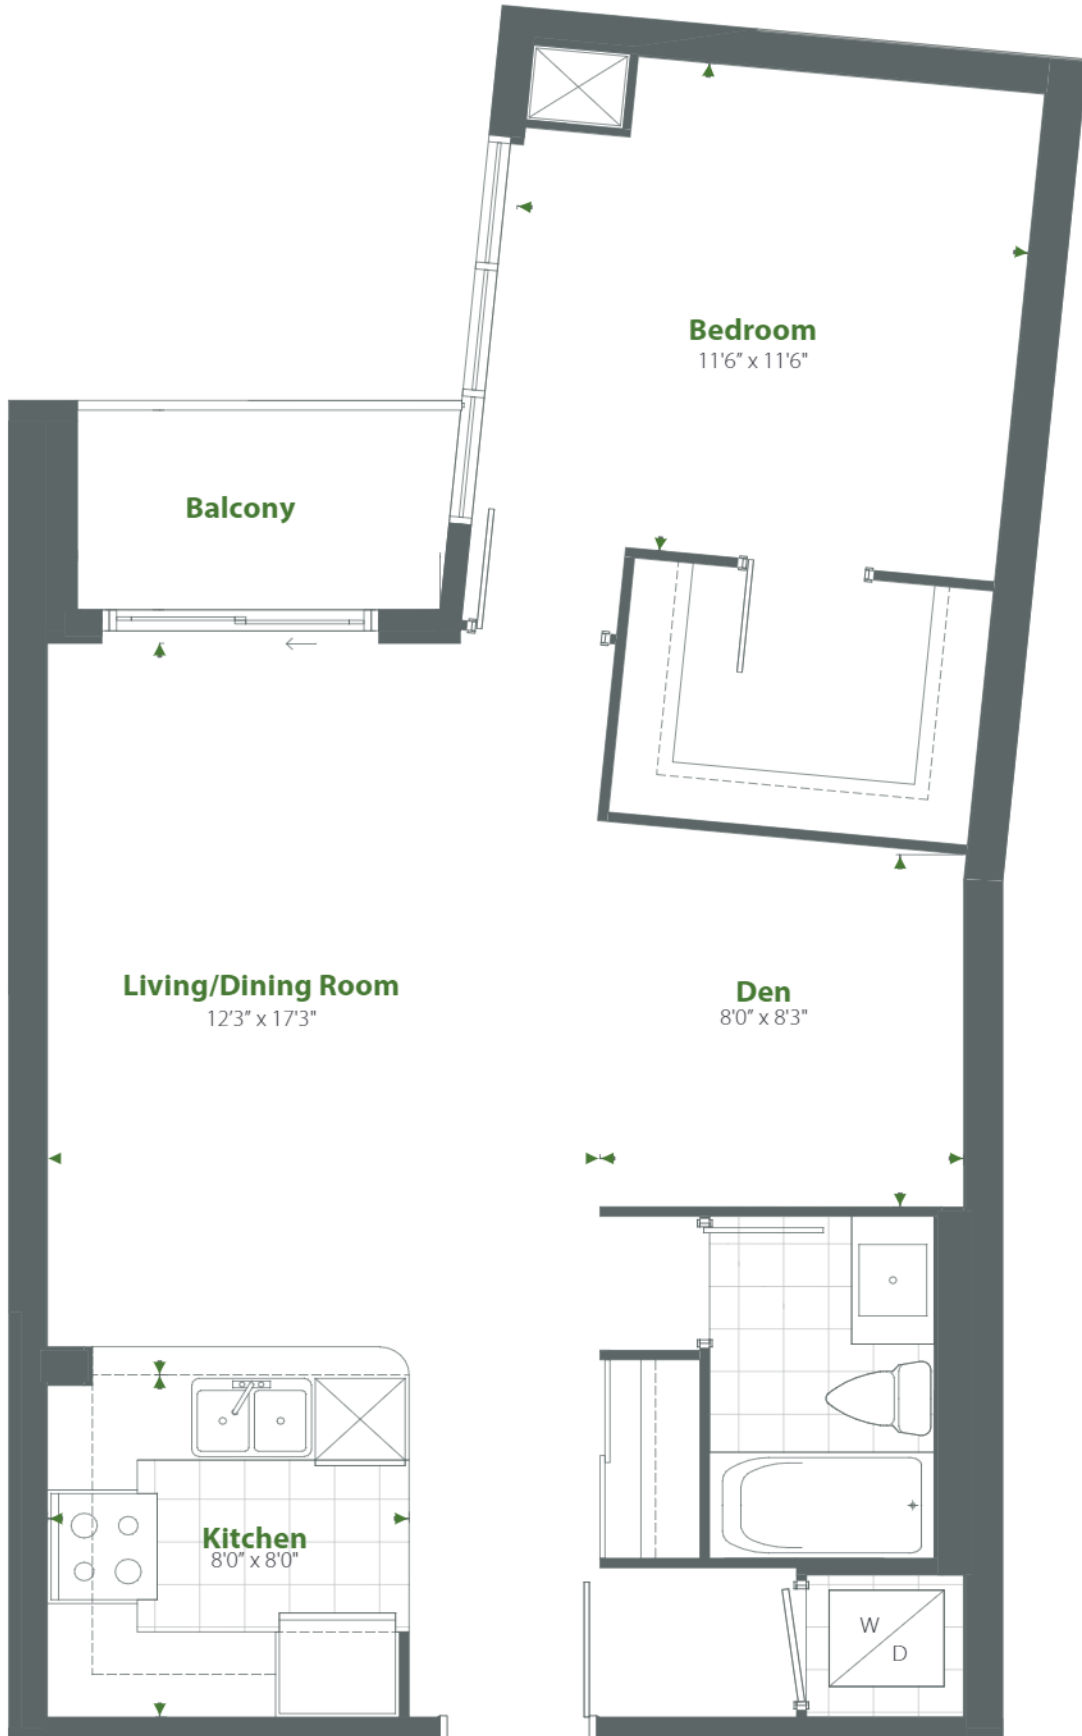 Bedroom
11'6" x 11'6"
Balcony
Living/Dining Room
12'3" x 17'3"
Den
8'0" x 8'3"
Kitchen
8'0" x 8'0"
W
D